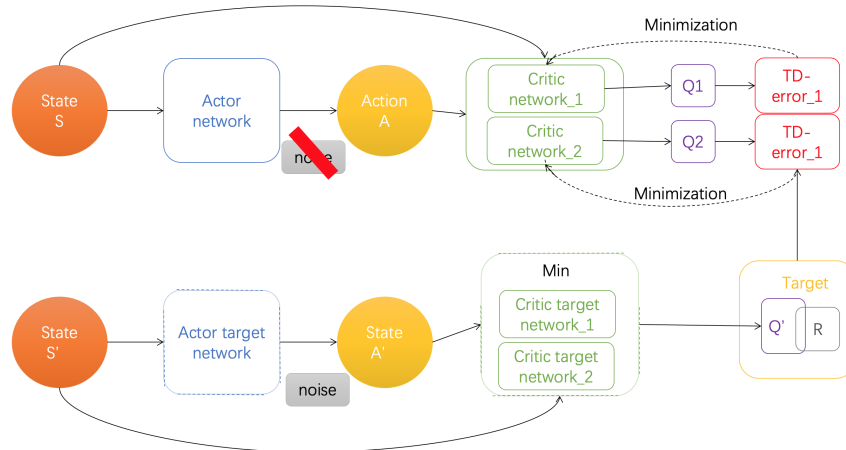 Minimization
State
S
Actor
network
Action
A
Critic
network_1
Q1
TD-
error_1
noise
Critic
network_2
Q2
TD-
error_1
Minimization
Min
Target
State
S'
Actor target
network
State
A'
Critic target
network_1
Critic target
network_2
Q'
R
noise